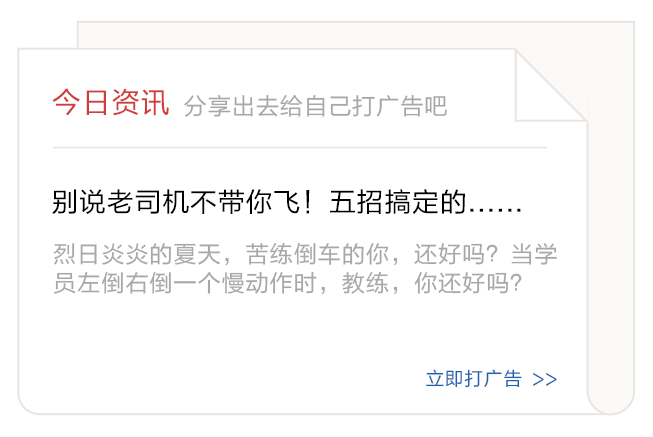 今日资讯 分享出去给自己打广告吧
别说老司机不带你飞！五招搞定的……
烈日炎炎的夏天，苦练倒车的你，还好吗？当学
员左倒右倒一个慢动作时，教练，你还好吗？
立即打广告 >>